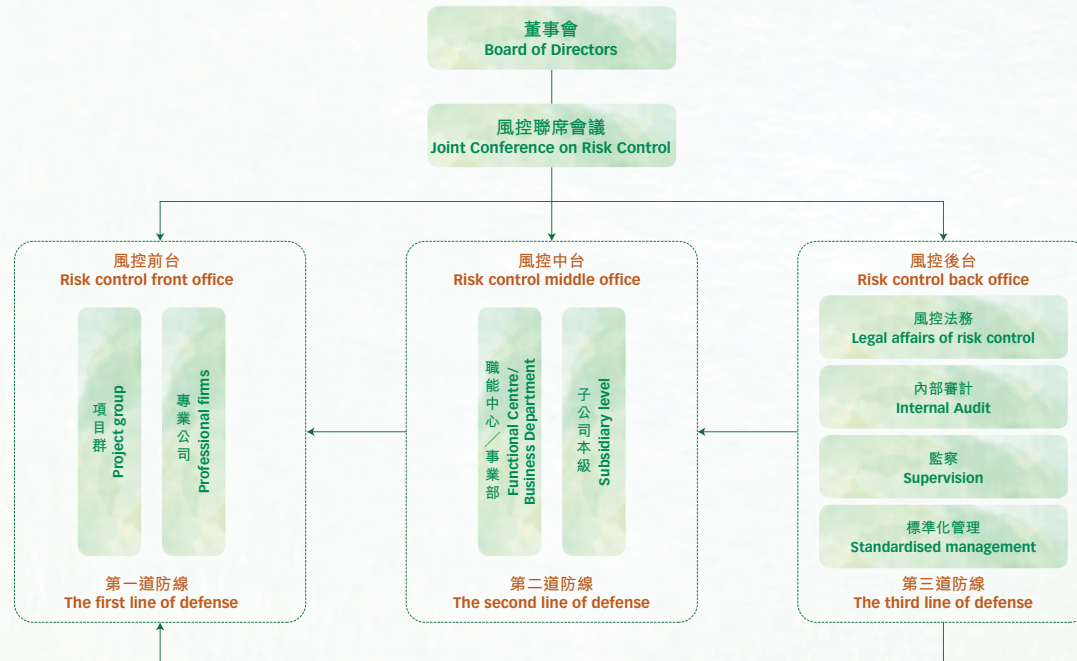 董事會
Board of Directors
風控聯席會議
Joint Conference on Risk Control
風控前台
Risk control front office
項目群
Project group
專業公司
Professional firms
第一道防線
The first line of defense
風控中台
Risk control middle office
職能中心／事業部
Functional Centre/
Business Department
子公司本級
Subsidiary level
第二道防線
The second line of defense
風控後台
Risk control back office
風控法務
Legal affairs of risk control
內部審計
Internal Audit
監察
Supervision
標準化管理
Standardised management
第三道防線
The third line of defense